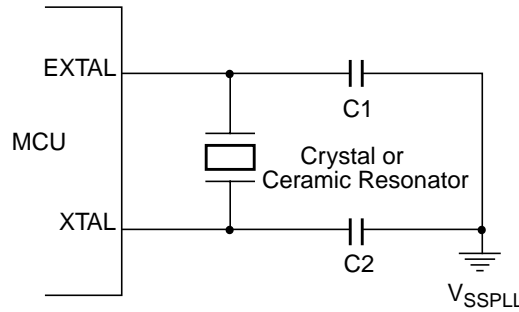 EXTAL
C1
MCU
Crystal or
Ceramic Resonator
XTAL
C2
VSSPLL